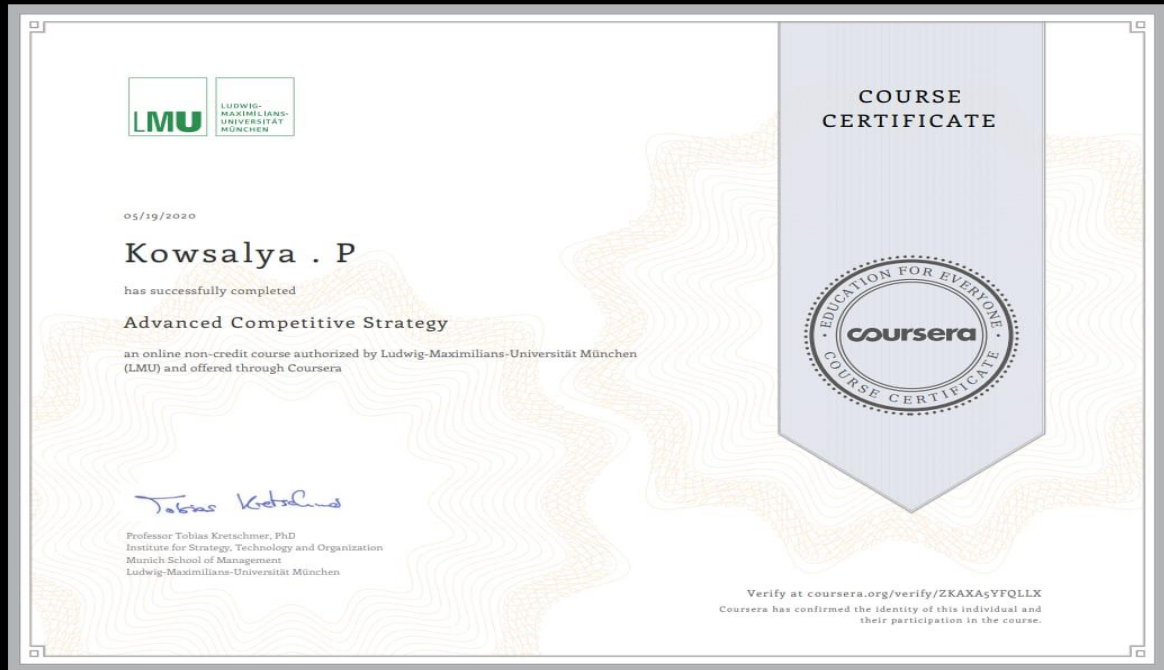 LMU
LUDWIG-
MAXIMILIANS-
UNIVERSITÄT
MÜNCHEN
COURSE
CERTIFICATE
05/19/2020
Kowsalya . P
has successfully completed
Advanced Competitive Strategy
an online non-credit course authorized by Ludwig-Maximilians-Universität München
(LMU) and offered through Coursera
EDUCATION FOR EVERYONE
coursera
COURSE CERTIFICATE
Tobias Kretschmer
Professor Tobias Kretschmer, PhD
Institute for Strategy, Technology and Organization
Munich School of Management
Ludwig-Maximilians-Universität München
Verify at coursera.org/verify/ZKAXA5YFQLLX
Coursera has confirmed the identity of this individual and
their participation in the course.